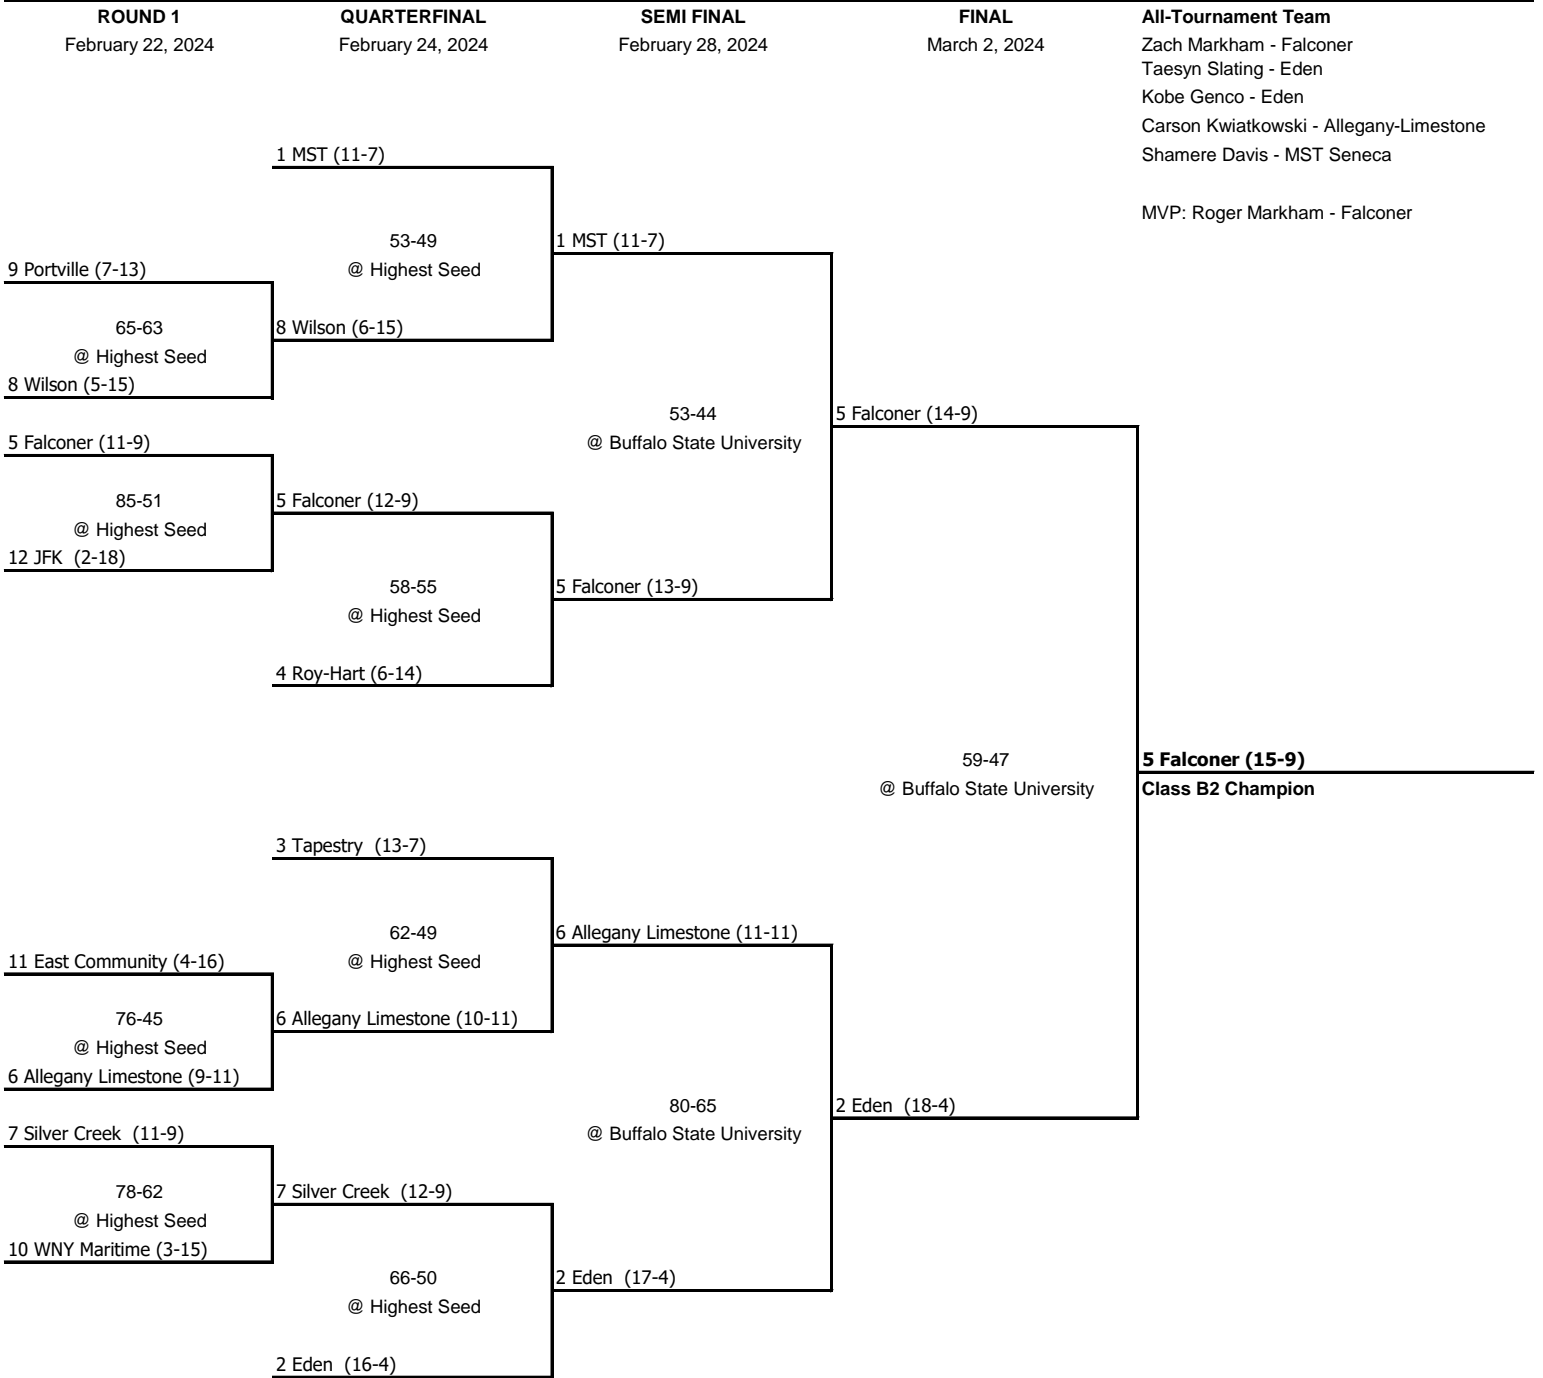 ROUND 1
February 22, 2024
QUARTERFINAL
February 24, 2024
SEMI FINAL
February 28, 2024
FINAL
March 2, 2024
All-Tournament Team
Zach Markham - Falconer
Taesyn Slating - Eden
Kobe Genco - Eden
Carson Kwiatkowski - Allegany-Limestone
Shamere Davis - MST Seneca
MVP: Roger Markham - Falconer
9 Portville (7-13)
65-63
@ Highest Seed
8 Wilson (5-15)
5 Falconer (11-9)
85-51
@ Highest Seed
12 JFK  (2-18)
11 East Community (4-16)
76-45
@ Highest Seed
6 Allegany Limestone (9-11)
7 Silver Creek  (11-9)
78-62
@ Highest Seed
10 WNY Maritime (3-15)
1 MST (11-7)
53-49
@ Highest Seed
8 Wilson (6-15)
5 Falconer (12-9)
58-55
@ Highest Seed
4 Roy-Hart (6-14)
3 Tapestry  (13-7)
62-49
@ Highest Seed
6 Allegany Limestone (10-11)
7 Silver Creek  (12-9)
66-50
@ Highest Seed
2 Eden  (16-4)
1 MST (11-7)
53-44
@ Buffalo State University
5 Falconer (13-9)
6 Allegany Limestone (11-11)
80-65
@ Buffalo State University
2 Eden  (17-4)
5 Falconer (14-9)
59-47
@ Buffalo State University
2 Eden  (18-4)
5 Falconer (15-9)
Class B2 Champion